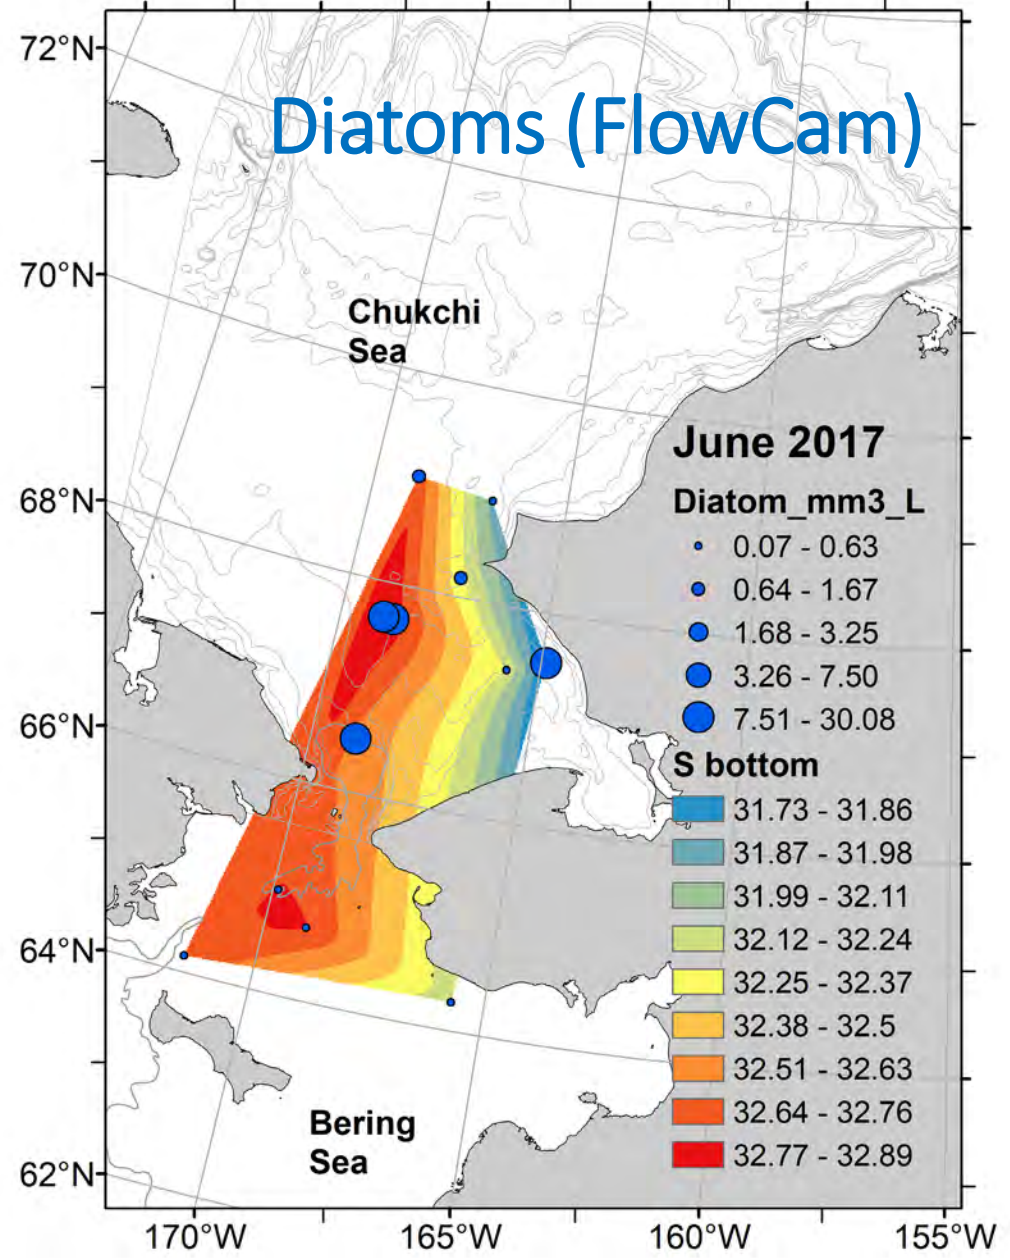 72°N
Diatoms (FlowCam)
70°N
Chukchi
Sea
June 2017
Diatom_mm3_L
68°N
0.07 - 0.63
0.64 - 1.67
1.68 - 3.25
3.26 - 7.50
7.51 - 30.08
66°N
S bottom
31.73 - 31.86
31.87 - 31.98
31.99 - 32.11
32.12 - 32.24
64°N
32.25 - 32.37
32.38 - 32.5
32.51 - 32.63
32.64 - 32.76
32.77 - 32.89
Bering
Sea
62°N
170°W
165°W
160°W
155°W